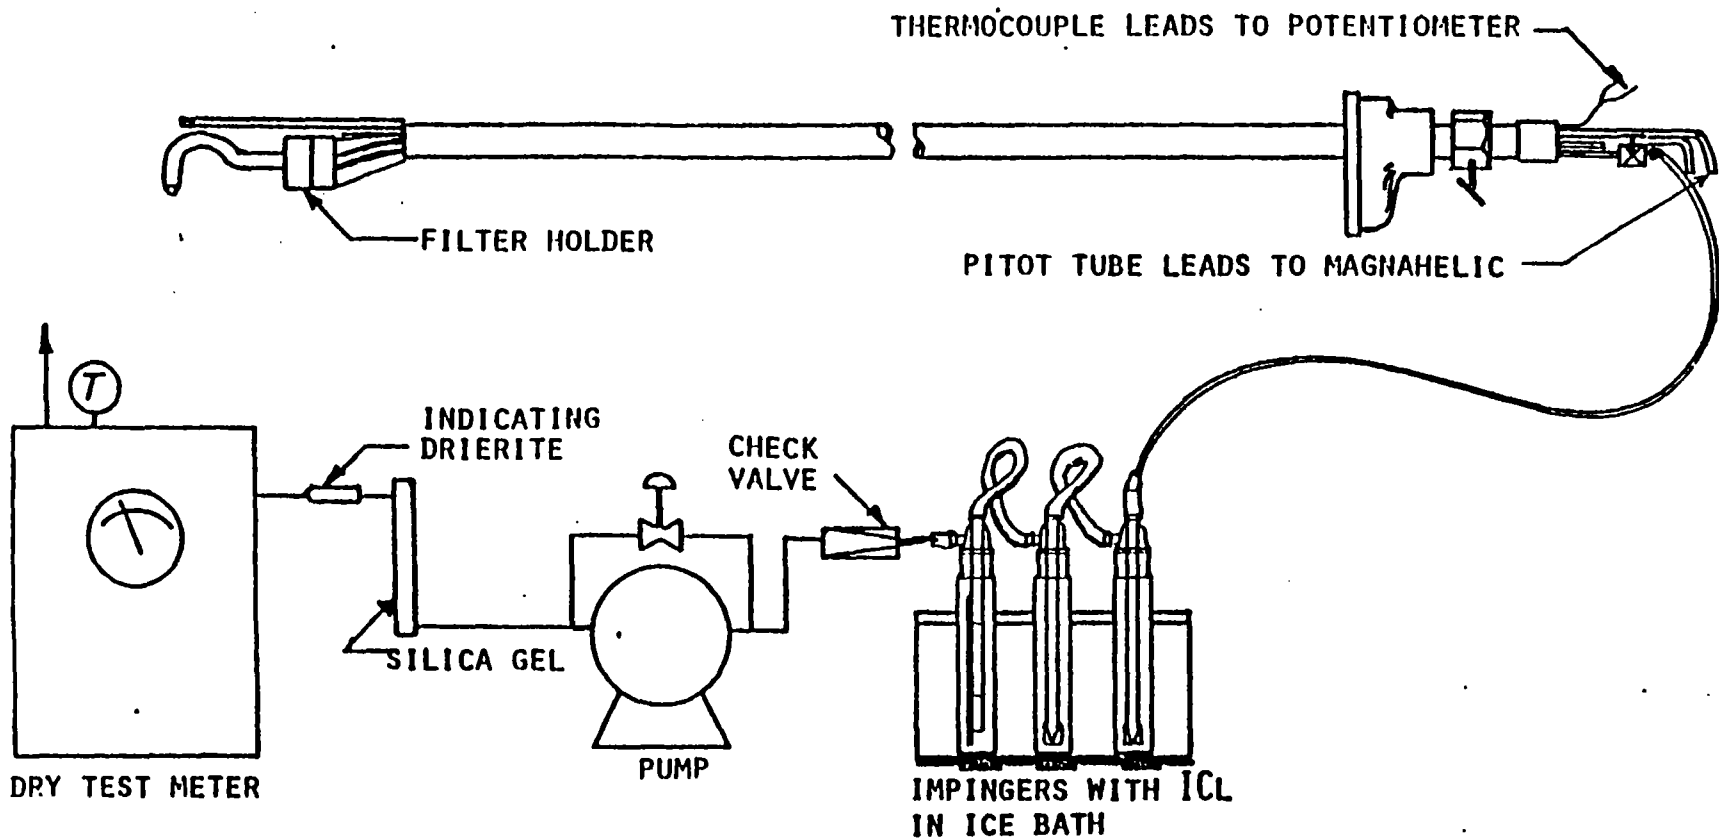 THERMOCOUPLE LEADS TO POTENTIOMETER
FILTER HOLDER
PITOT TUBE LEADS TO MAGNAHELIC
T
INDICATING
DRIERITE
CHECK
VALVE
SILICA GEL
PUMP
DRY TEST METER
IMPINGERS WITH ICL
IN ICE BATH